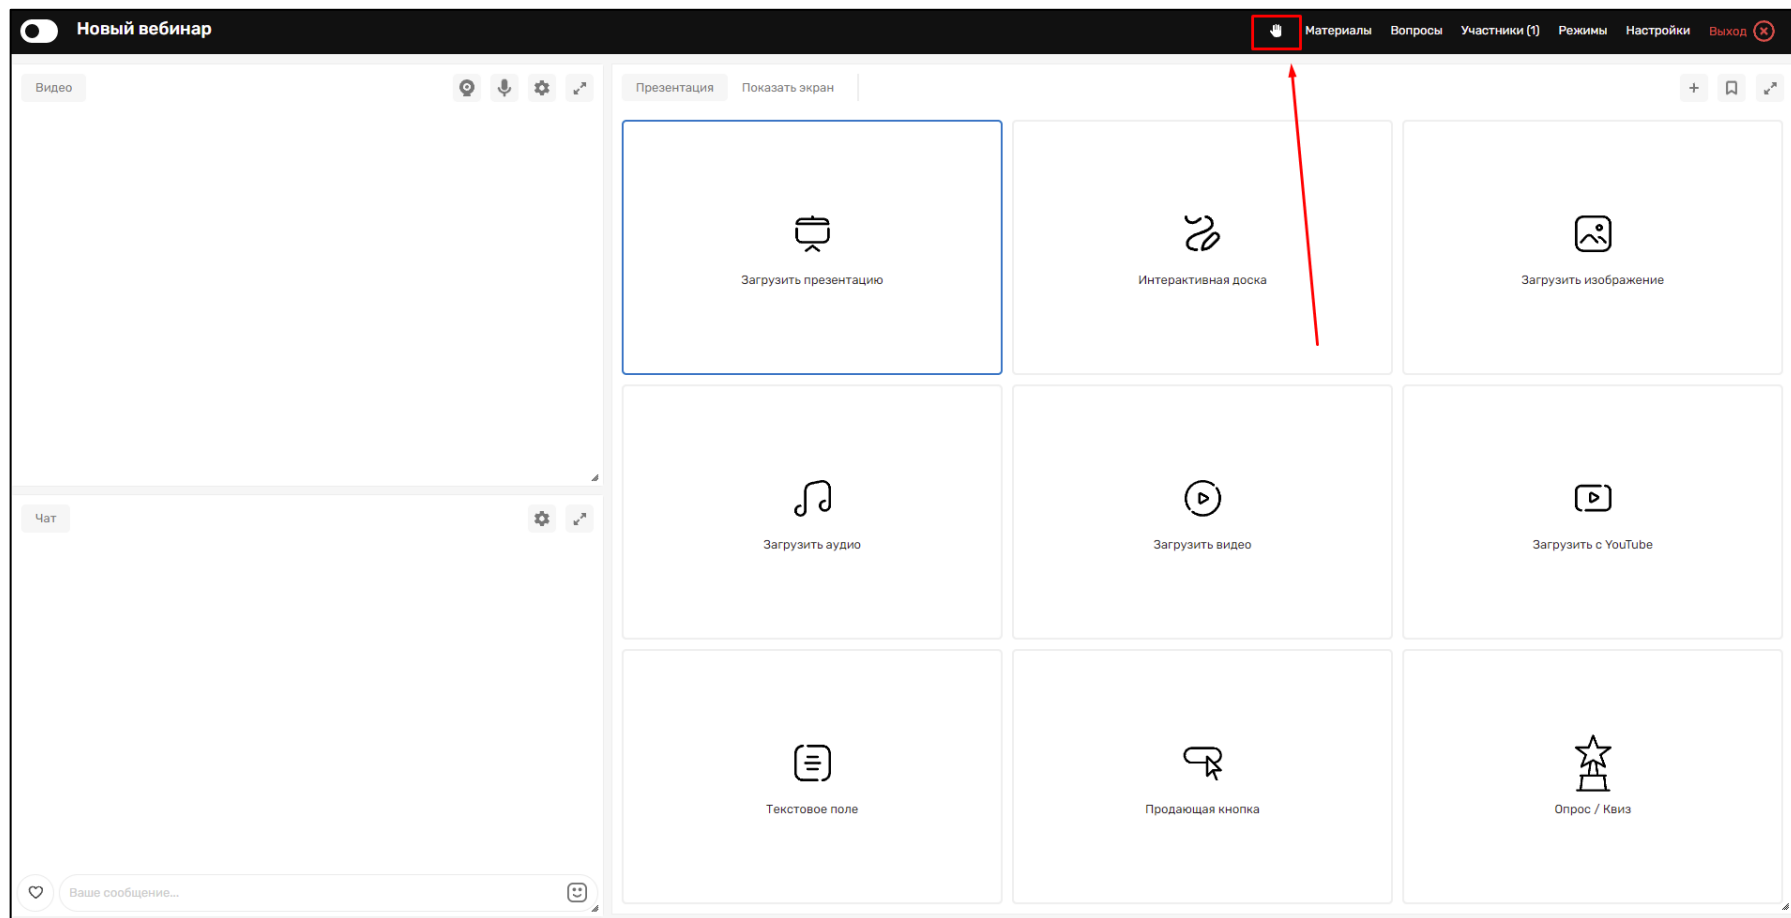 Новый вебинар
Материалы Вопросы Участники (1) Режимы Настройки Выход
Видео
Презентация Показать экран
Загрузить презентацию
Интерактивная доска
Загрузить изображение
Загрузить аудио
Загрузить видео
Загрузить с YouTube
Чат
Текстовое поле
Продающая кнопка
Опрос / Квиз
Ваше сообщение...